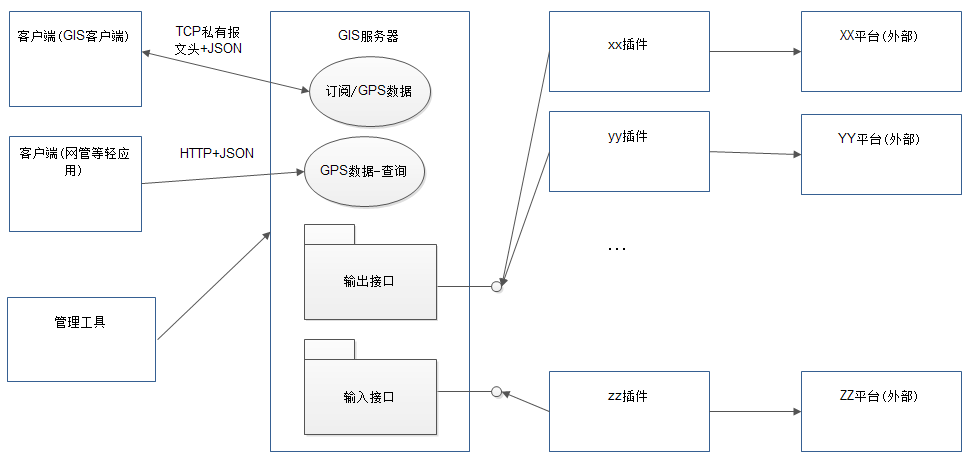 客户端(GIS客户端)
TCP私有报
文头+JSON
GIS服务器
订阅/GPS数据
xx插件
XX平台(外部)
客户端(网管等轻应
用)
HTTP+JSON
GPS数据-查询
yy插件
YY平台(外部)
...
输出接口
管理工具
输入接口
zz插件
ZZ平台(外部)